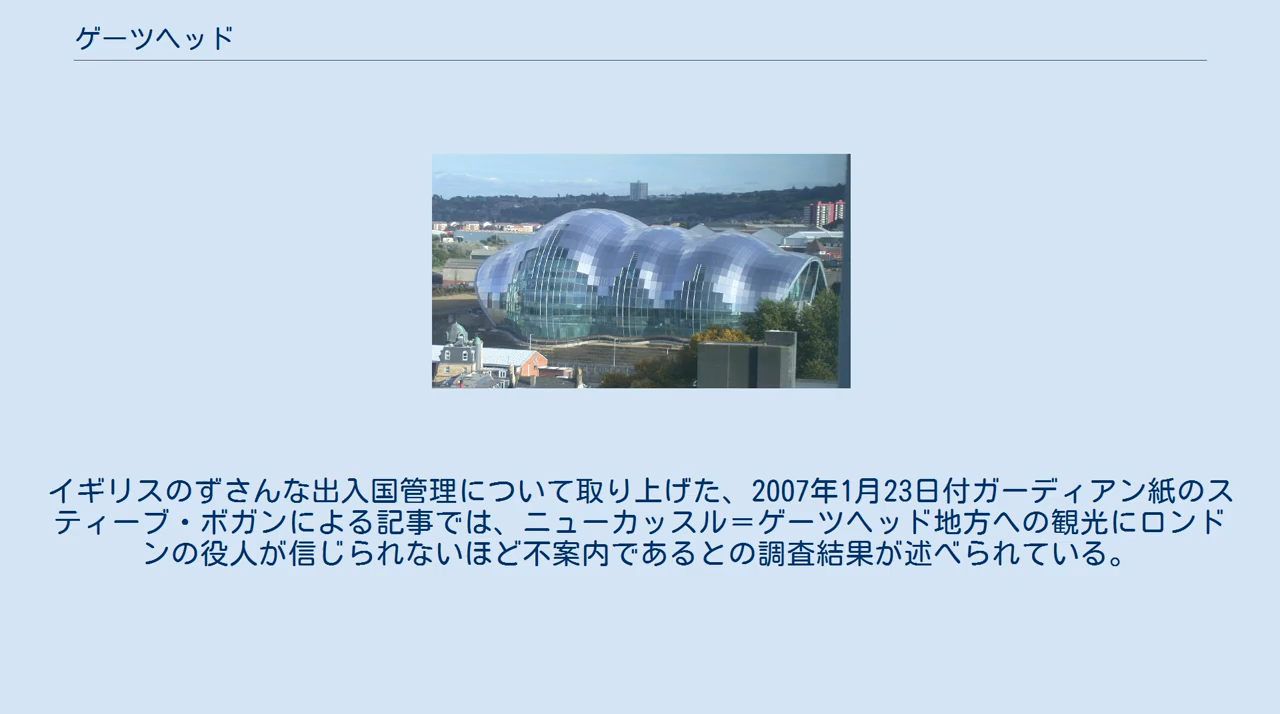 ゲーツヘッド
イギリスのずさんな出入国管理について取り上げた、2007年1月23日付ガーディアン紙のス
ティーブ・ボガンによる記事では、ニューカッスル＝ゲーツヘッド地方への観光にロンド
ンの役人が信じられないほど不案内であるとの調査結果が述べられている。